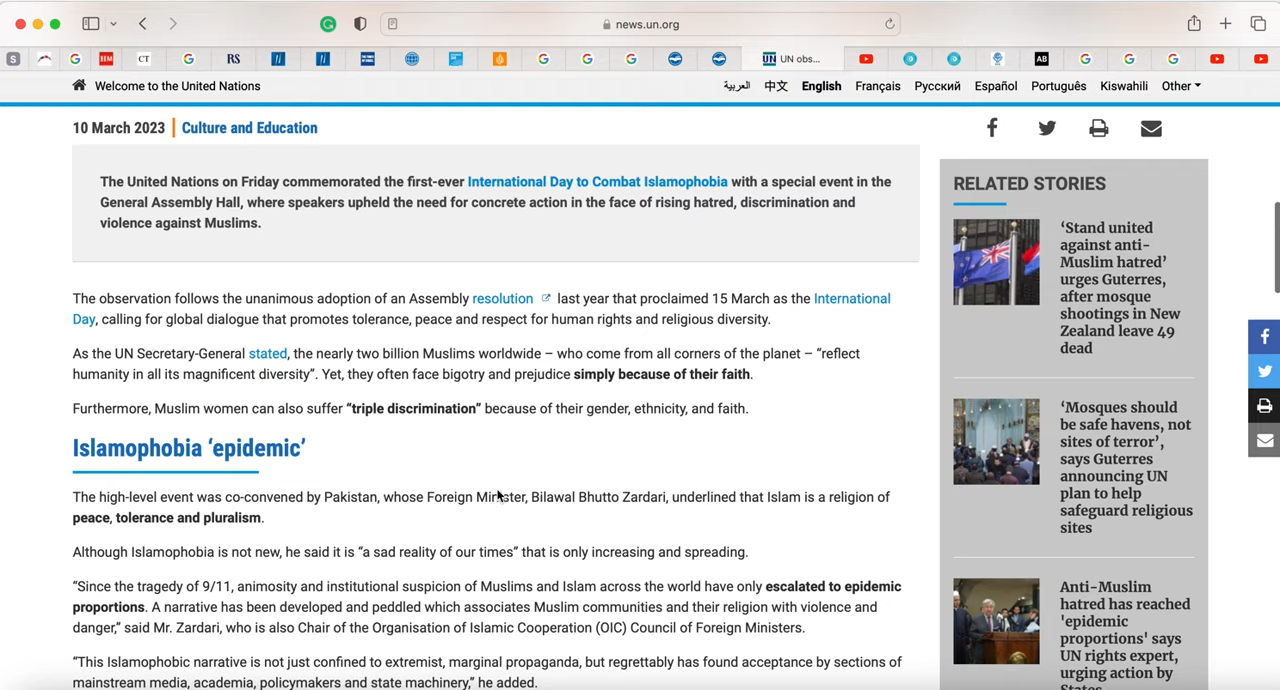 news.un.org
S
HM
CT
RS
UN UN obs...
AB
Welcome to the United Nations
العربية 中文 English Français Русский Español Português Kiswahili Other
10 March 2023 | Culture and Education
The United Nations on Friday commemorated the first-ever International Day to Combat Islamophobia with a special event in the
General Assembly Hall, where speakers upheld the need for concrete action in the face of rising hatred, discrimination and
violence against Muslims.
The observation follows the unanimous adoption of an Assembly resolution last year that proclaimed 15 March as the International
Day, calling for global dialogue that promotes tolerance, peace and respect for human rights and religious diversity.
As the UN Secretary-General stated, the nearly two billion Muslims worldwide – who come from all corners of the planet – “reflect
humanity in all its magnificent diversity”. Yet, they often face bigotry and prejudice simply because of their faith.
Furthermore, Muslim women can also suffer “triple discrimination” because of their gender, ethnicity, and faith.
Islamophobia ‘epidemic’
The high-level event was co-convened by Pakistan, whose Foreign Minister, Bilawal Bhutto Zardari, underlined that Islam is a religion of
peace, tolerance and pluralism.
Although Islamophobia is not new, he said it is “a sad reality of our times” that is only increasing and spreading.
“Since the tragedy of 9/11, animosity and institutional suspicion of Muslims and Islam across the world have only escalated to epidemic
proportions. A narrative has been developed and peddled which associates Muslim communities and their religion with violence and
danger,” said Mr. Zardari, who is also Chair of the Organisation of Islamic Cooperation (OIC) Council of Foreign Ministers.
“This Islamophobic narrative is not just confined to extremist, marginal propaganda, but regrettably has found acceptance by sections of
mainstream media, academia, policymakers and state machinery,” he added.
RELATED STORIES
‘Stand united
against anti-
Muslim hatred’
urges Guterres,
after mosque
shootings in New
Zealand leave 49
dead
‘Mosques should
be safe havens, not
sites of terror’,
says Guterres
announcing UN
plan to help
safeguard religious
sites
Anti-Muslim
hatred has reached
'epidemic
proportions' says
UN rights expert,
urging action by
States